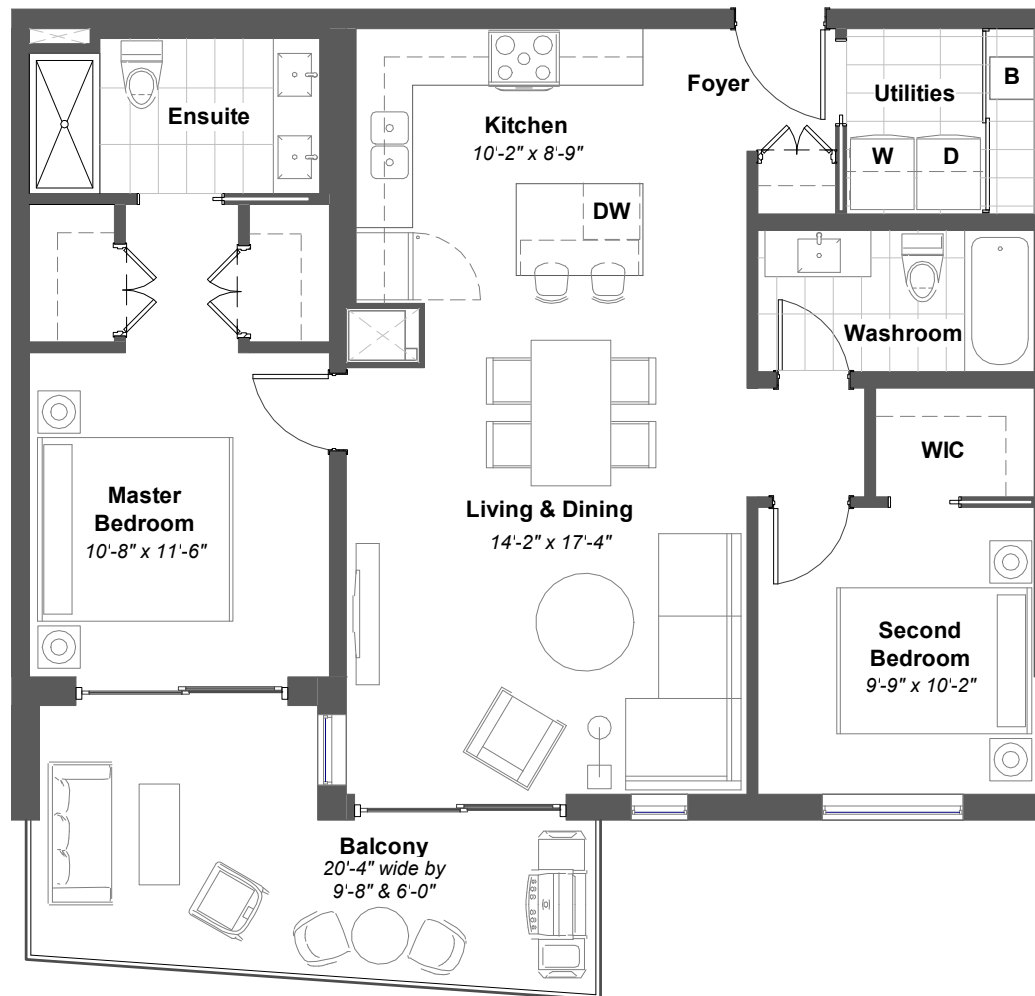 Ensuite
Kitchen
10'-2" x 8'-9"
Foyer
Utilities
B
W
D
DW
Washroom
WIC
Master
Bedroom
10'-8" x 11'-6"
Living & Dining
14'-2" x 17'-4"
Second
Bedroom
9'-9" x 10'-2"
Balcony
20'-4" wide by
9'-8" & 6'-0"